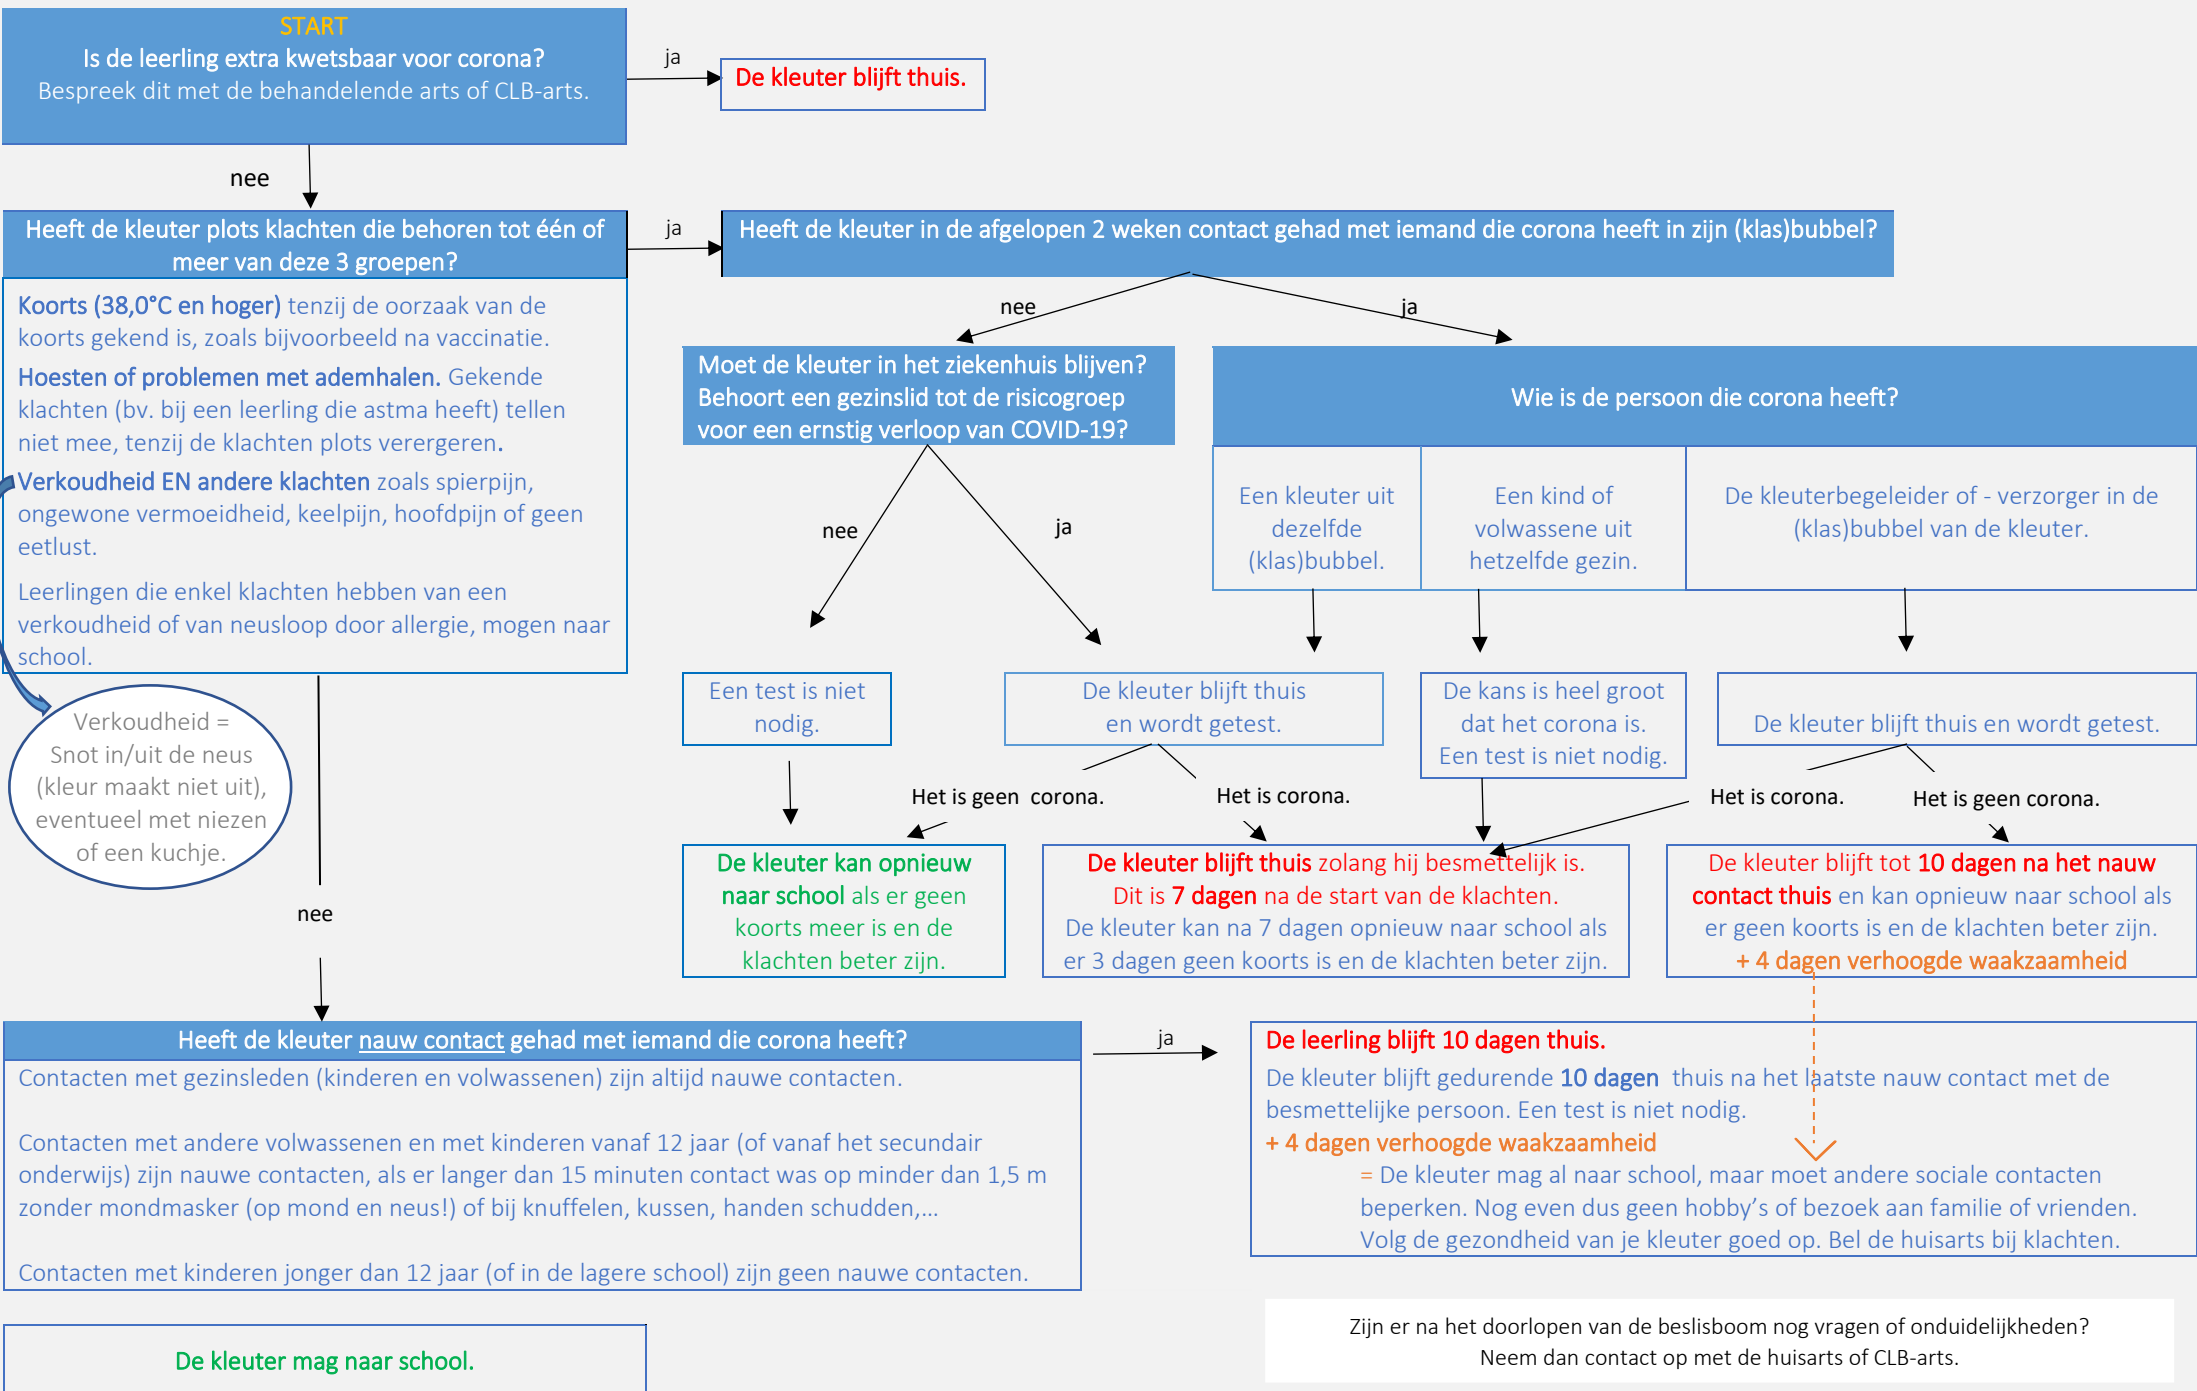 START
Is de leerling extra kwetsbaar voor corona?
Bespreek dit met de behandelende arts of CLB-arts.
ja
De kleuter blijft thuis.
nee
Heeft de kleuter plots klachten die behoren tot één of
meer van deze 3 groepen?
ja
Heeft de kleuter in de afgelopen 2 weken contact gehad met iemand die corona heeft in zijn (klas)bubbel?
Koorts (38,0°C en hoger) tenzij de oorzaak van de
koorts gekend is, zoals bijvoorbeeld na vaccinatie.
Hoesten of problemen met ademhalen. Gekende
klachten (bv. bij een leerling die astma heeft) tellen
niet mee, tenzij de klachten plots verergeren.
Verkoudheid EN andere klachten zoals spierpijn,
ongewone vermoeidheid, keelpijn, hoofdpijn of geen
eetlust.
Leerlingen die enkel klachten hebben van een
verkoudheid of van neusloop door allergie, mogen naar
school.
Verkoudheid =
Snot in/uit de neus
(kleur maakt niet uit),
eventueel met niezen
of een kuchje.
nee
nee
ja
Moet de kleuter in het ziekenhuis blijven?
Behoort een gezinslid tot de risicogroep
voor een ernstig verloop van COVID-19?
Wie is de persoon die corona heeft?
Een kleuter uit
dezelfde
(klas)bubbel.
Een kind of
volwassene uit
hetzelfde gezin.
De kleuterbegeleider of - verzorger in de
(klas)bubbel van de kleuter.
nee
ja
Een test is niet
nodig.
De kleuter blijft thuis
en wordt getest.
De kans is heel groot
dat het corona is.
Een test is niet nodig.
De kleuter blijft thuis en wordt getest.
Het is geen  corona.
Het is corona.
Het is corona.
Het is geen corona.
De kleuter kan opnieuw
naar school als er geen
koorts meer is en de
klachten beter zijn.
De kleuter blijft thuis zolang hij besmettelijk is.
Dit is 7 dagen na de start van de klachten.
De kleuter kan na 7 dagen opnieuw naar school als
er 3 dagen geen koorts is en de klachten beter zijn.
De kleuter blijft tot 10 dagen na het nauw
contact thuis en kan opnieuw naar school als
er geen koorts is en de klachten beter zijn.
+ 4 dagen verhoogde waakzaamheid
Heeft de kleuter nauw contact gehad met iemand die corona heeft?
Contacten met gezinsleden (kinderen en volwassenen) zijn altijd nauwe contacten.
Contacten met andere volwassenen en met kinderen vanaf 12 jaar (of vanaf het secundair
onderwijs) zijn nauwe contacten, als er langer dan 15 minuten contact was op minder dan 1,5 m
zonder mondmasker (op mond en neus!) of bij knuffelen, kussen, handen schudden,…
Contacten met kinderen jonger dan 12 jaar (of in de lagere school) zijn geen nauwe contacten.
ja
De leerling blijft 10 dagen thuis.
De kleuter blijft gedurende 10 dagen  thuis na het laatste nauw contact met de
besmettelijke persoon. Een test is niet nodig.
+ 4 dagen verhoogde waakzaamheid
= De kleuter mag al naar school, maar moet andere sociale contacten
beperken. Nog even dus geen hobby's of bezoek aan familie of vrienden.
Volg de gezondheid van je kleuter goed op. Bel de huisarts bij klachten.
De kleuter mag naar school.
Zijn er na het doorlopen van de beslisboom nog vragen of onduidelijkheden?
Neem dan contact op met de huisarts of CLB-arts.